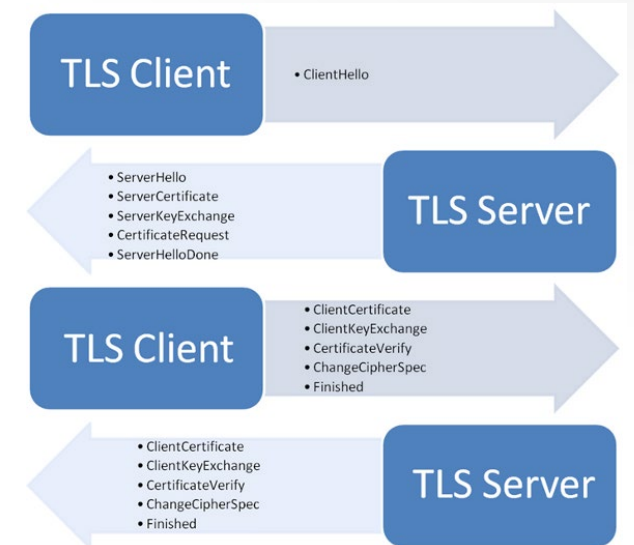 TLS Client
• ClientHello
• ServerHello
• ServerCertificate
• ServerKeyExchange
• CertificateRequest
• ServerHelloDone
TLS Server
TLS Client
• ClientCertificate
• ClientKeyExchange
• CertificateVerify
• ChangeCipherSpec
• Finished
• ClientCertificate
• ClientKeyExchange
• CertificateVerify
• ChangeCipherSpec
• Finished
TLS Server